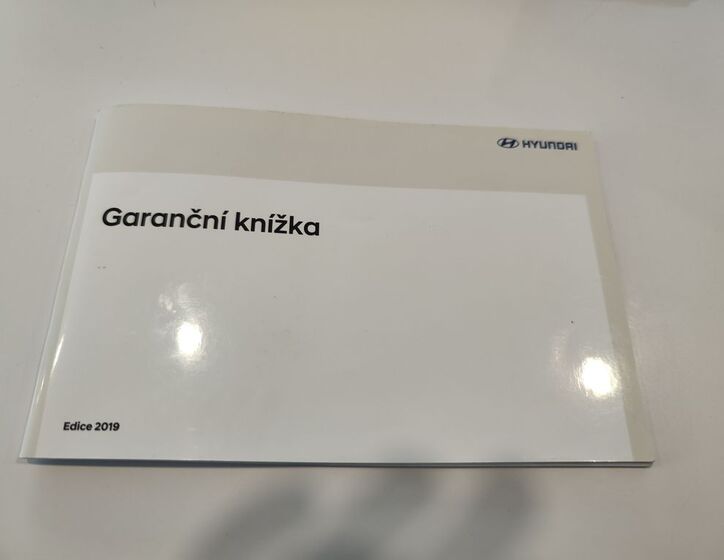 HYUNDAI
Garanční knížka
Edice 2019